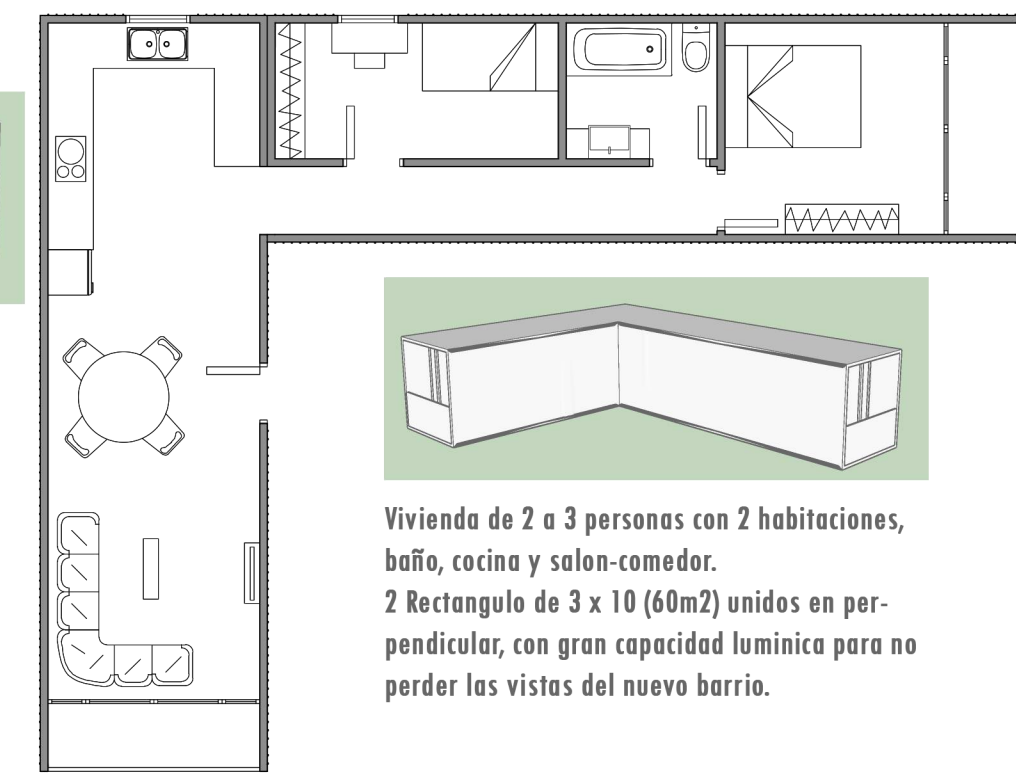 Vivienda de 2 a 3 personas con 2 habitaciones,
baño, cocina y salon-comedor.
2 Rectangulo de 3 x 10 (60m2) unidos en per-
pendicular, con gran capacidad luminica para no
perder las vistas del nuevo barrio.